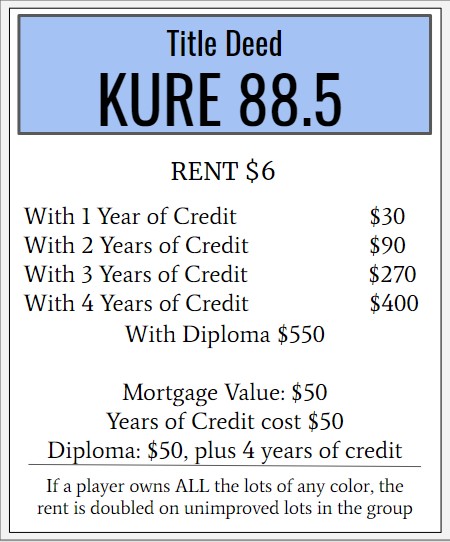 Title Deed
KURE 88.5
RENT $6
With 1 Year of Credit $30
With 2 Years of Credit $90
With 3 Years of Credit $270
With 4 Years of Credit $400
With Diploma $550
Mortgage Value: $50
Years of Credit cost $50
Diploma: $50, plus 4 years of credit
If a player owns ALL the lots of any color, the
rent is doubled on unimproved lots in the group